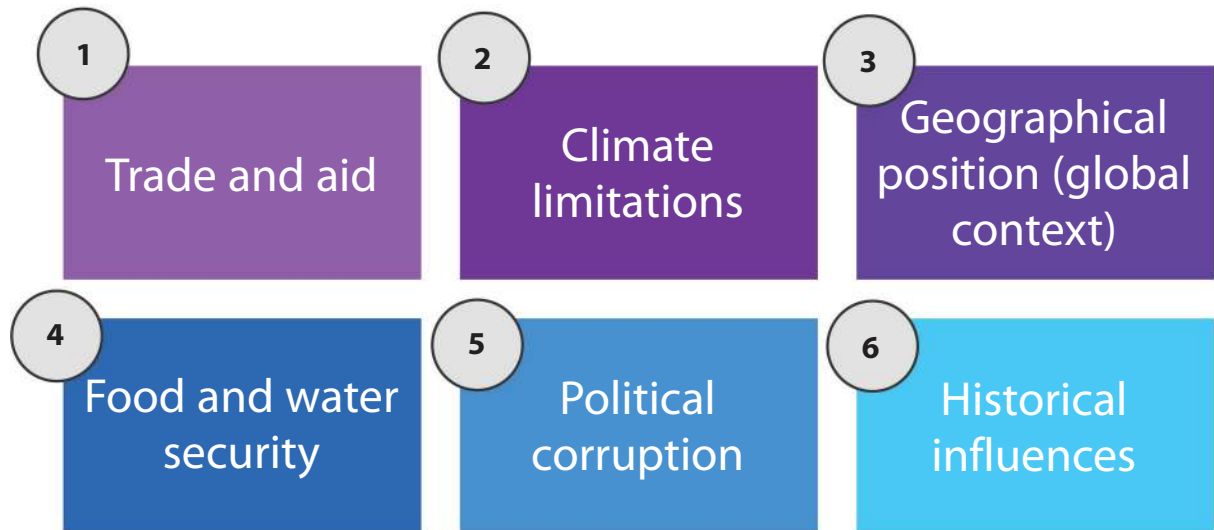 1
Trade and aid
2
Climate
limitations
3
Geographical
position (global
context)
4
Food and water
security
5
Political
corruption
6
Historical
influences